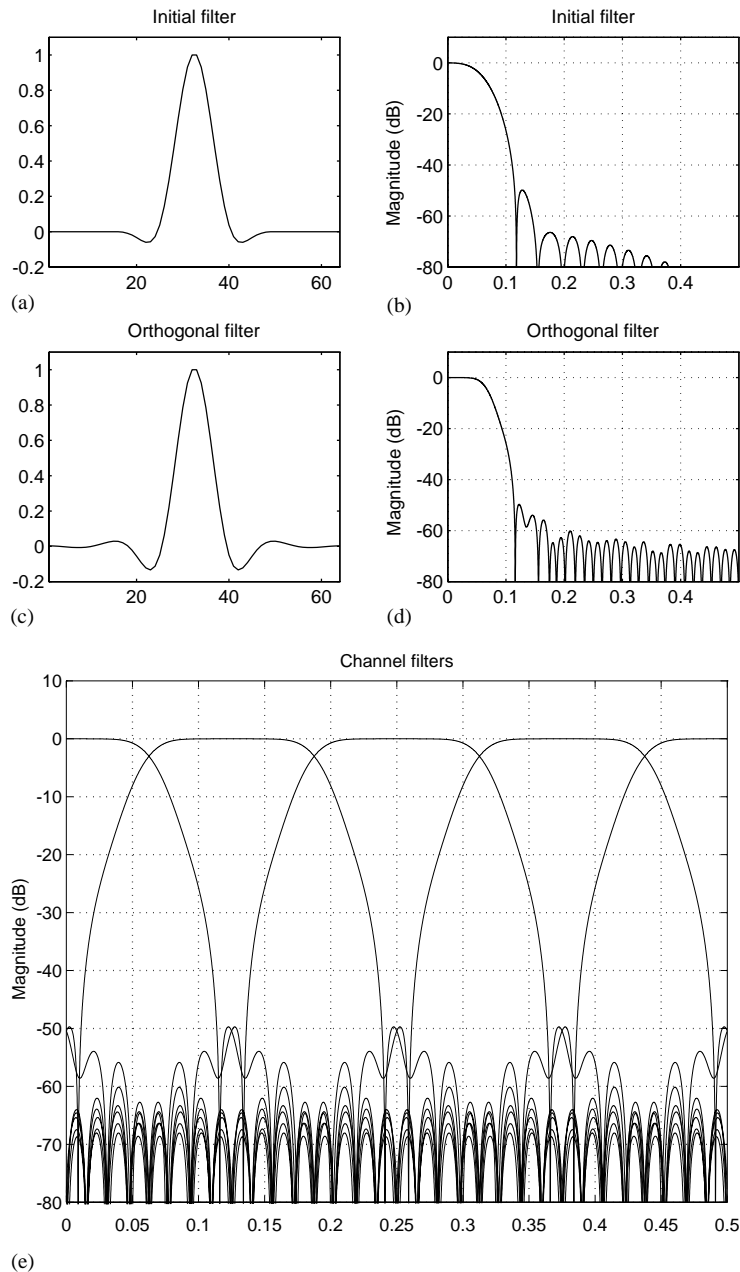 Initial filter
1
0.8
0.6
0.4
0.2
0
-0.2
20 40 60
(a)
Initial filter
Magnitude (dB)
0
-20
-40
-60
-80
0 0.1 0.2 0.3 0.4
(b)
Orthogonal filter
1
0.8
0.6
0.4
0.2
0
-0.2
20 40 60
(c)
Orthogonal filter
Magnitude (dB)
0
-20
-40
-60
-80
0 0.1 0.2 0.3 0.4
(d)
Channel filters
Magnitude (dB)
10
0
-10
-20
-30
-40
-50
-60
-70
-80
0 0.05 0.1 0.15 0.2 0.25 0.3 0.35 0.4 0.45 0.5
(e)